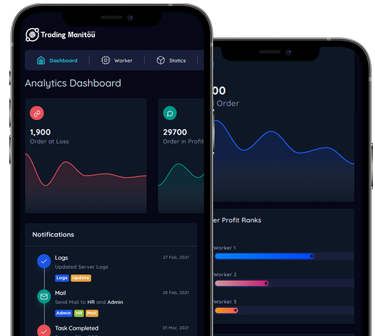 Trading Manitou
Dashboard
Worker
Statics
Analytics Dashboard
1,900
Order at Loss
29700
Order in Profit
Notifications
Logs
27 Feb, 2021
Updated Server Logs
Logs Update
Mail
28 Feb, 2021
Send Mail to HR and Admin
Admin HR Mail
Task Completed
01 Mar, 2021
00
Order
er Profit Ranks
Worker 1
Worker 2
Worker 3